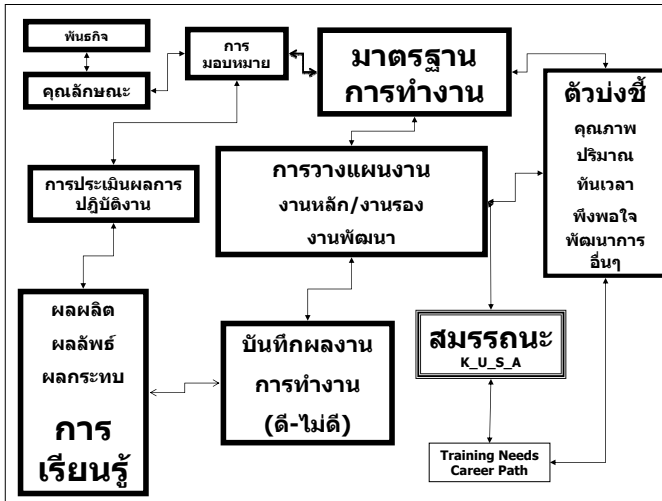 พันธกิจ
คุณลักษณะ
การ
มอบหมาย
มาตรฐาน
การทำงาน
ตัวบ่งชี้
คุณภาพ
ปริมาณ
ทันเวลา
พึงพอใจ
พัฒนาการ
อื่นๆ
การประเมินผลการ
ปฏิบัติงาน
การวางแผนงาน
งานหลัก/งานรอง
งานพัฒนา
ผลผลิต
ผลลัพธ์
ผลกระทบ
การ
เรียนรู้
บันทึกผลงาน
การทำงาน
(ดี-ไม่ดี)
สมรรถนะ
K_U_S_A
Training Needs
Career Path